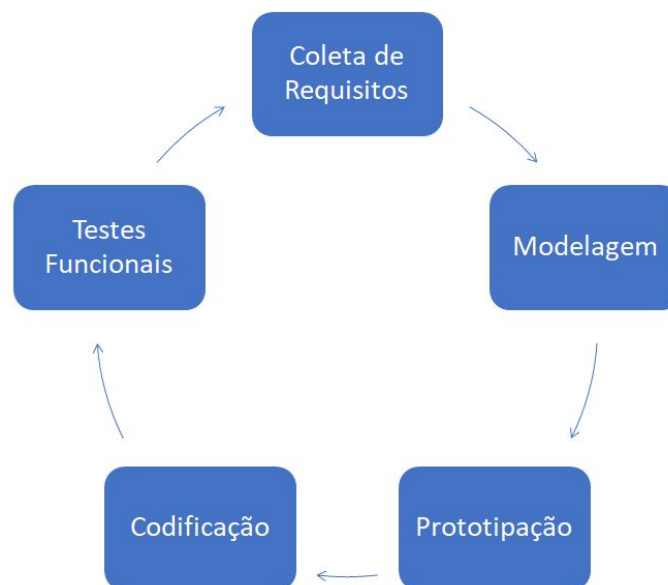 Coleta de
Requisitos
Testes
Funcionais
Modelagem
Codificação
Prototipação